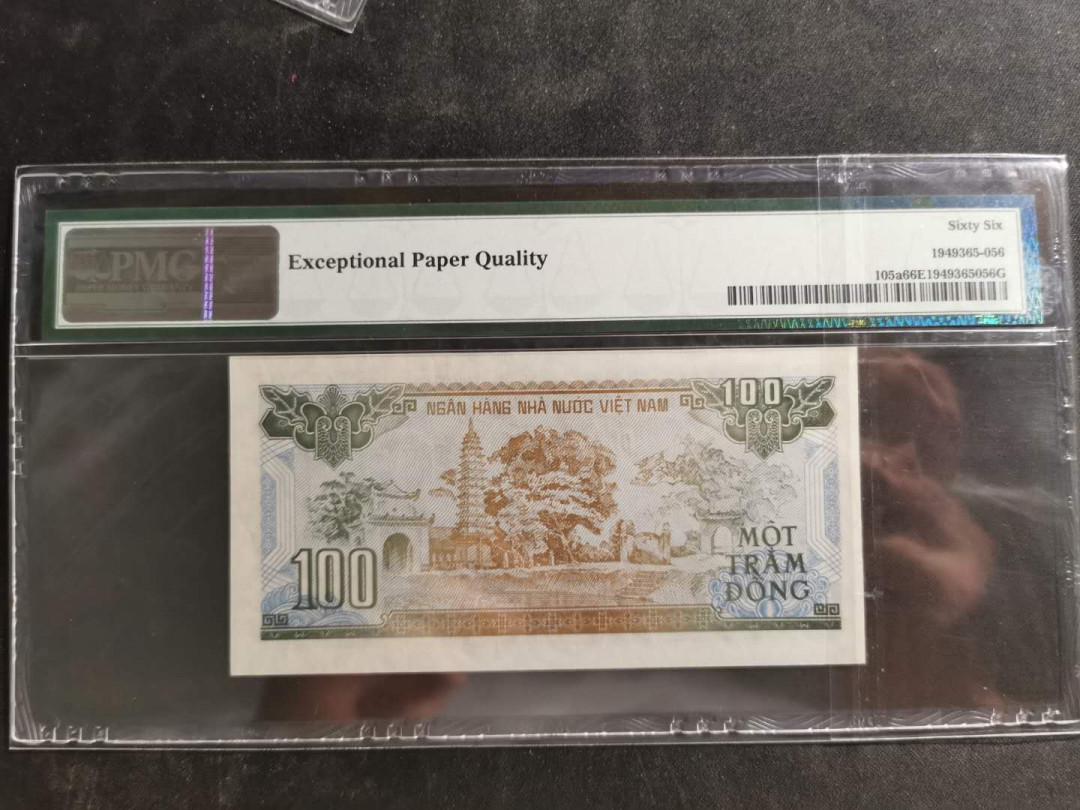 Sixty Six
PMG
Exceptional Paper Quality
1949365-056
105a66E1949365056G
NGÂN HÀNG NHÀ NƯỚC VIỆT NAM
100
100
MỘT
TRĂM
ĐỒNG